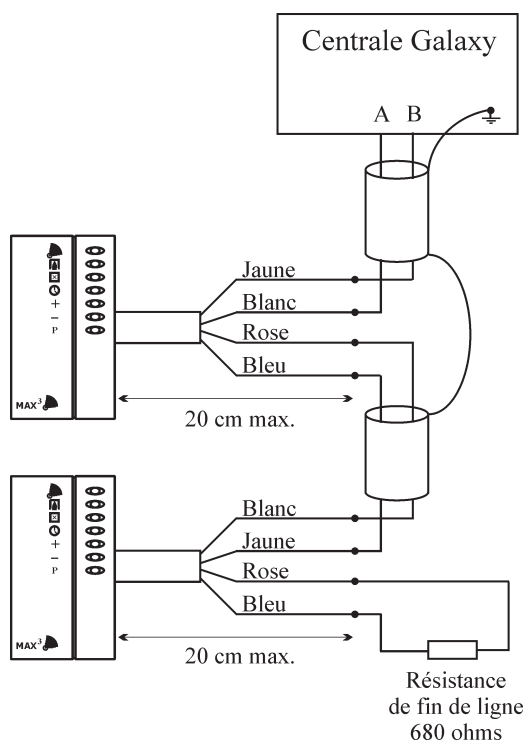 Centrale Galaxy
A B
Jaune
Blanc
Rose
Bleu
+
−
P
MAX³
20 cm max.
Blanc
Jaune
Rose
Bleu
+
−
P
MAX³
20 cm max.
Résistance
de fin de ligne
680 ohms